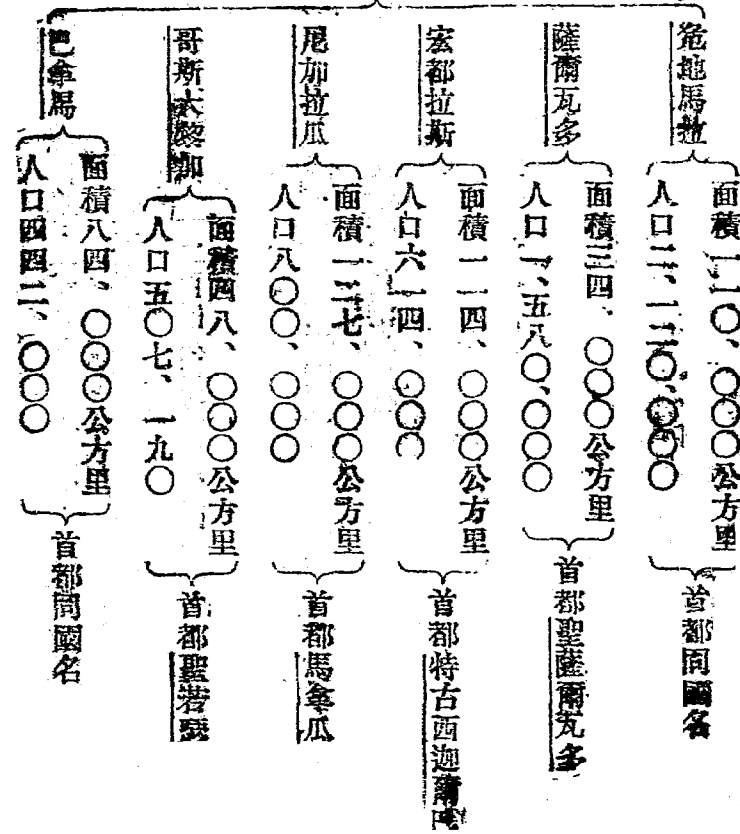 危地馬拉
面積一一〇、〇〇〇公方里
人口二、一二〇、〇〇〇
首都同國名
薩爾瓦多
面積三四、〇〇〇公方里
人口一、五八〇、〇〇〇
首都聖薩爾瓦多
宏都拉斯
面積一一四、〇〇〇公方里
人口六一四、〇〇〇
首都特古西迦爾巴
尼加拉瓜
面積一二七、〇〇〇公方里
人口八〇〇、〇〇〇
首都馬拿瓜
哥斯大黎加
面積四八、〇〇〇公方里
人口五〇七、一九〇
首都聖若瑟
巴拿馬
面積八四、〇〇〇公方里
人口四四二、〇〇〇
首都同國名